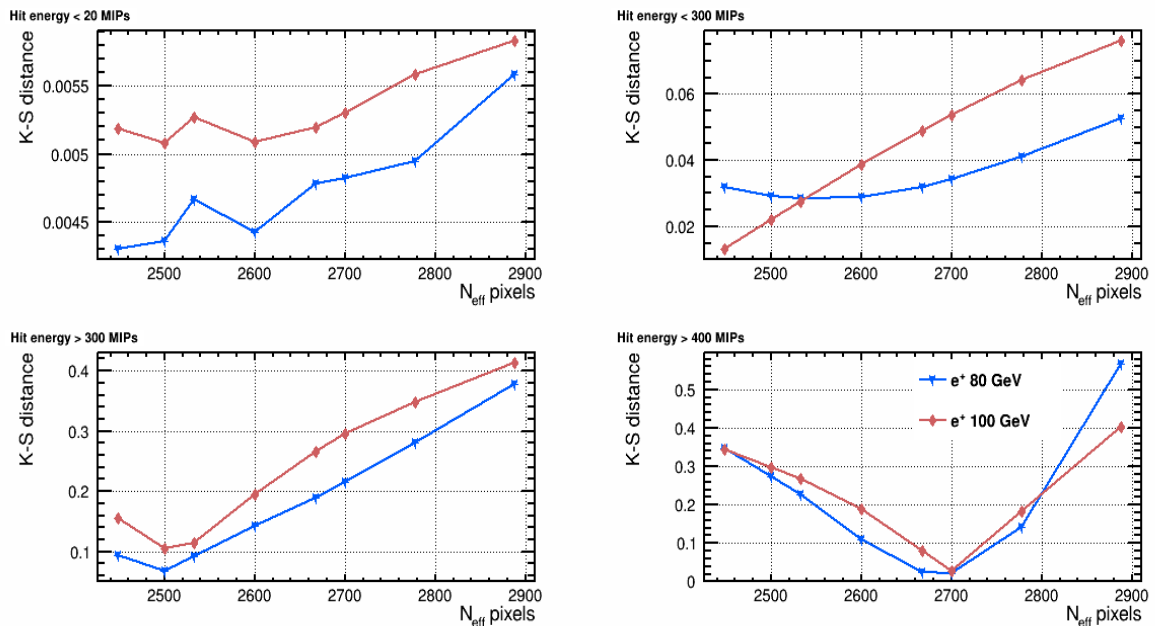 Hit energy < 20 MIPs
K-S distance
0.0055
0.005
0.0045
2500 2600 2700 2800 2900
N_eff pixels
Hit energy < 300 MIPs
K-S distance
0.06
0.04
0.02
2500 2600 2700 2800 2900
N_eff pixels
Hit energy > 300 MIPs
K-S distance
0.4
0.3
0.2
0.1
2500 2600 2700 2800 2900
N_eff pixels
Hit energy > 400 MIPs
K-S distance
0.5
0.4
0.3
0.2
0.1
0
e⁺ 80 GeV
e⁺ 100 GeV
2500 2600 2700 2800 2900
N_eff pixels